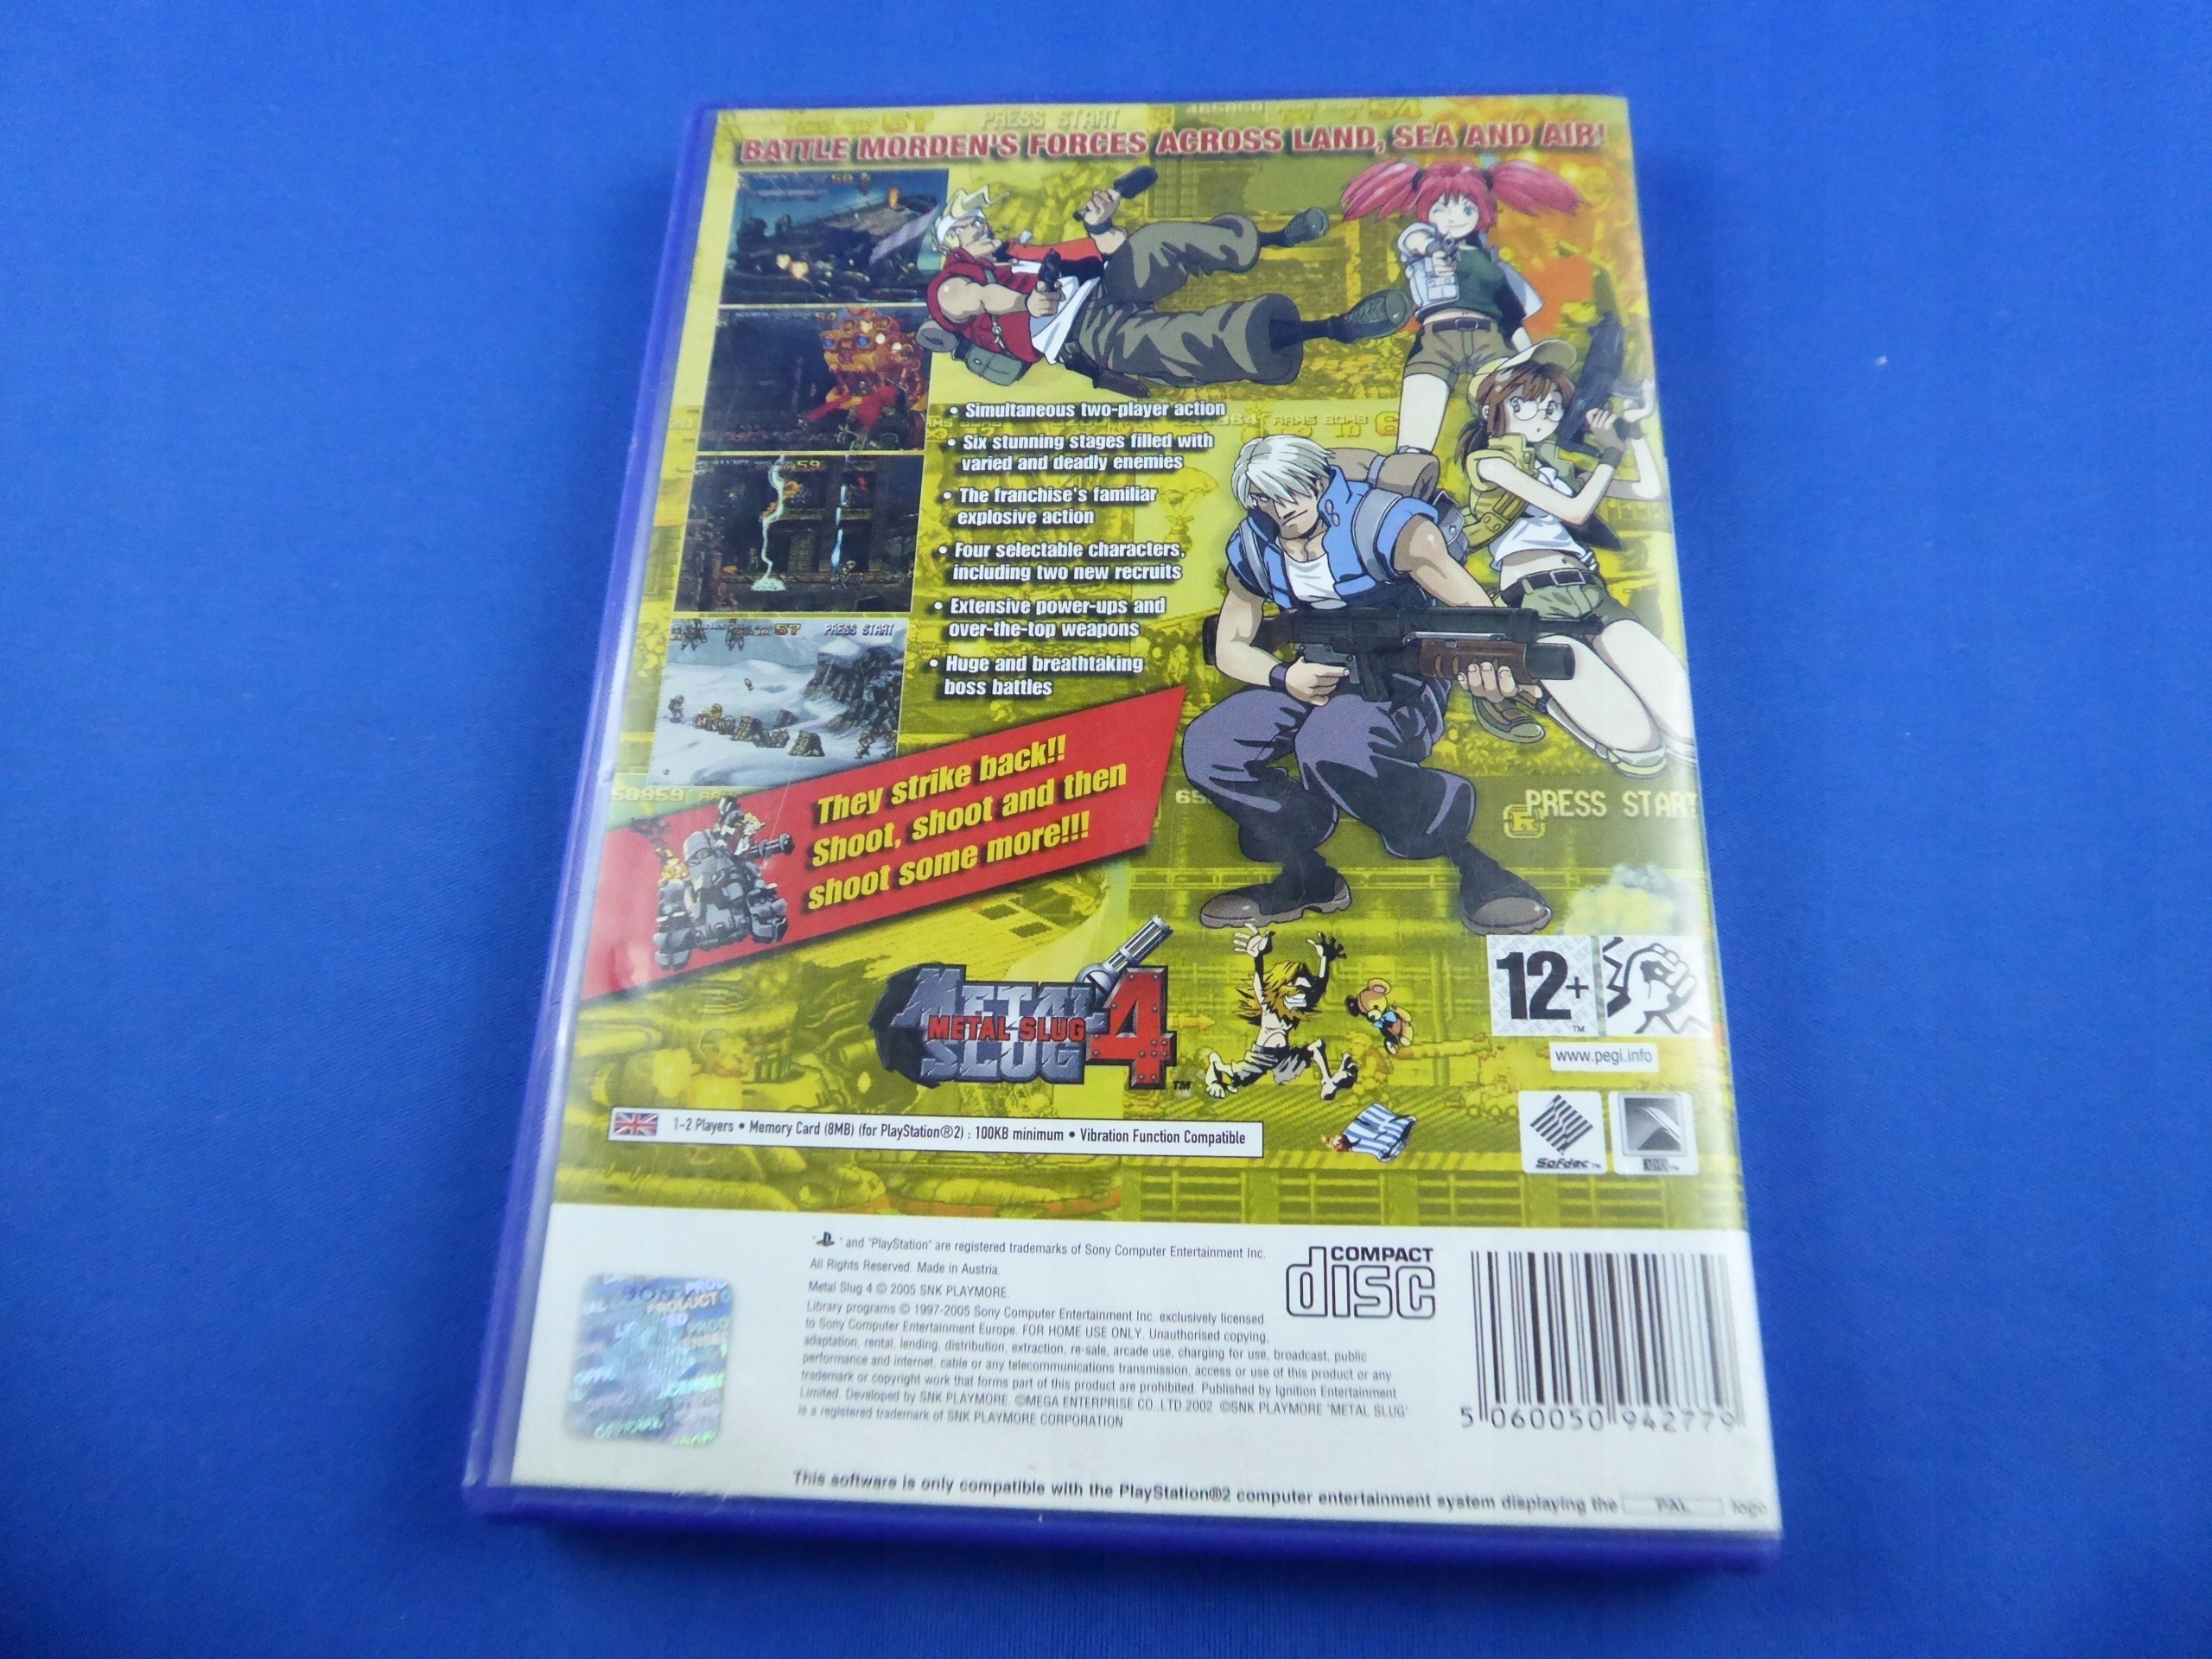 PRESS START
BATTLE MORDEN'S FORCES ACROSS LAND, SEA AND AIR!
• Simultaneous two-player action
• Six stunning stages filled with
varied and deadly enemies
• The franchise's familiar
explosive action
• Four selectable characters,
including two new recruits
• Extensive power-ups and
over-the-top weapons
• Huge and breathtaking
boss battles
57 PRESS START
They strike back!!
Shoot, shoot and then
shoot some more!!!
PRESS START
METAL
METAL SLUG
SLUG
4
TM
12+
TM
www.pegi.info
Sofdec TM
1-2 Players • Memory Card (8MB) (for PlayStation®2) : 100KB minimum • Vibration Function Compatible
" " and "PlayStation" are registered trademarks of Sony Computer Entertainment Inc.
All Rights Reserved. Made in Austria.
Metal Slug 4 © 2005 SNK PLAYMORE.
Library programs © 1997-2005 Sony Computer Entertainment Inc. exclusively licensed
to Sony Computer Entertainment Europe. FOR HOME USE ONLY. Unauthorised copying,
adaptation, rental, lending, distribution, extraction, re-sale, arcade use, charging for use, broadcast, public
performance and internet, cable or any telecommunications transmission, access or use of this product or any
trademark or copyright work that forms part of this product are prohibited. Published by Ignition Entertainment
Limited. Developed by SNK PLAYMORE. ©MEGA ENTERPRISE CO.,LTD 2002 ©SNK PLAYMORE "METAL SLUG"
is a registered trademark of SNK PLAYMORE CORPORATION
COMPACT
disc
5 060050 942779
This software is only compatible with the PlayStation®2 computer entertainment system displaying the PAL logo